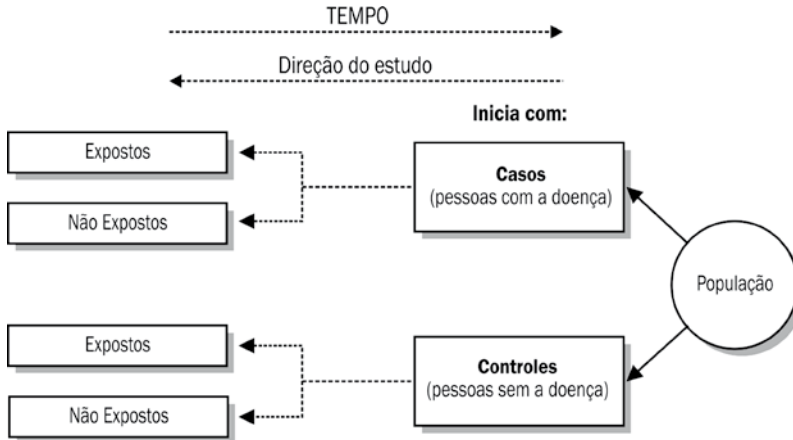 TEMPO
Direção do estudo
Inicia com:
Expostos
Não Expostos
Casos
(pessoas com a doença)
População
Expostos
Não Expostos
Controles
(pessoas sem a doença)